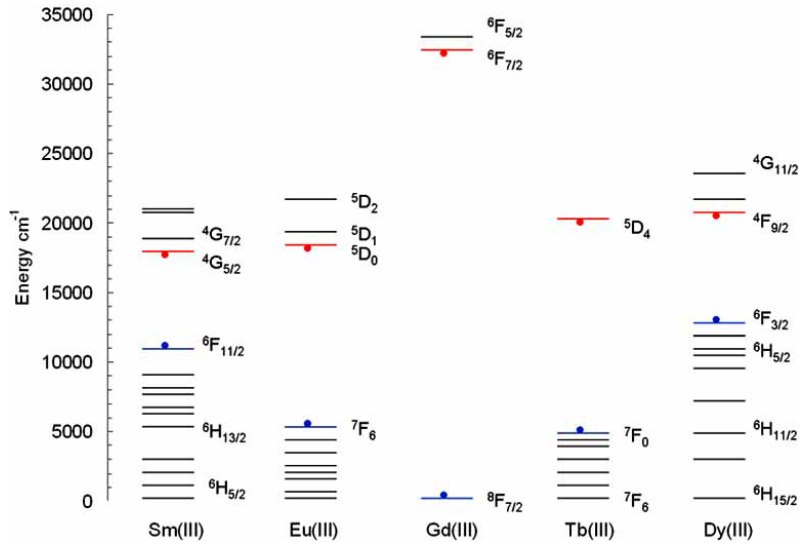 Energy cm⁻¹
35000
30000
25000
20000
15000
10000
5000
0
⁴G₇/₂
⁴G₅/₂
⁶F₁₁/₂
⁶H₁₃/₂
⁶H₅/₂
Sm(III)
⁵D₂
⁵D₁
⁵D₀
⁷F₆
Eu(III)
⁶F₅/₂
⁶F₇/₂
⁸F₇/₂
Gd(III)
⁵D₄
⁷F₀
⁷F₆
Tb(III)
⁴G₁₁/₂
⁴F₉/₂
⁶F₃/₂
⁶H₅/₂
⁶H₁₁/₂
⁶H₁₅/₂
Dy(III)